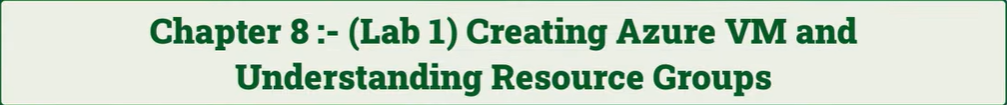 Chapter 8 :- (Lab 1) Creating Azure VM and
Understanding Resource Groups